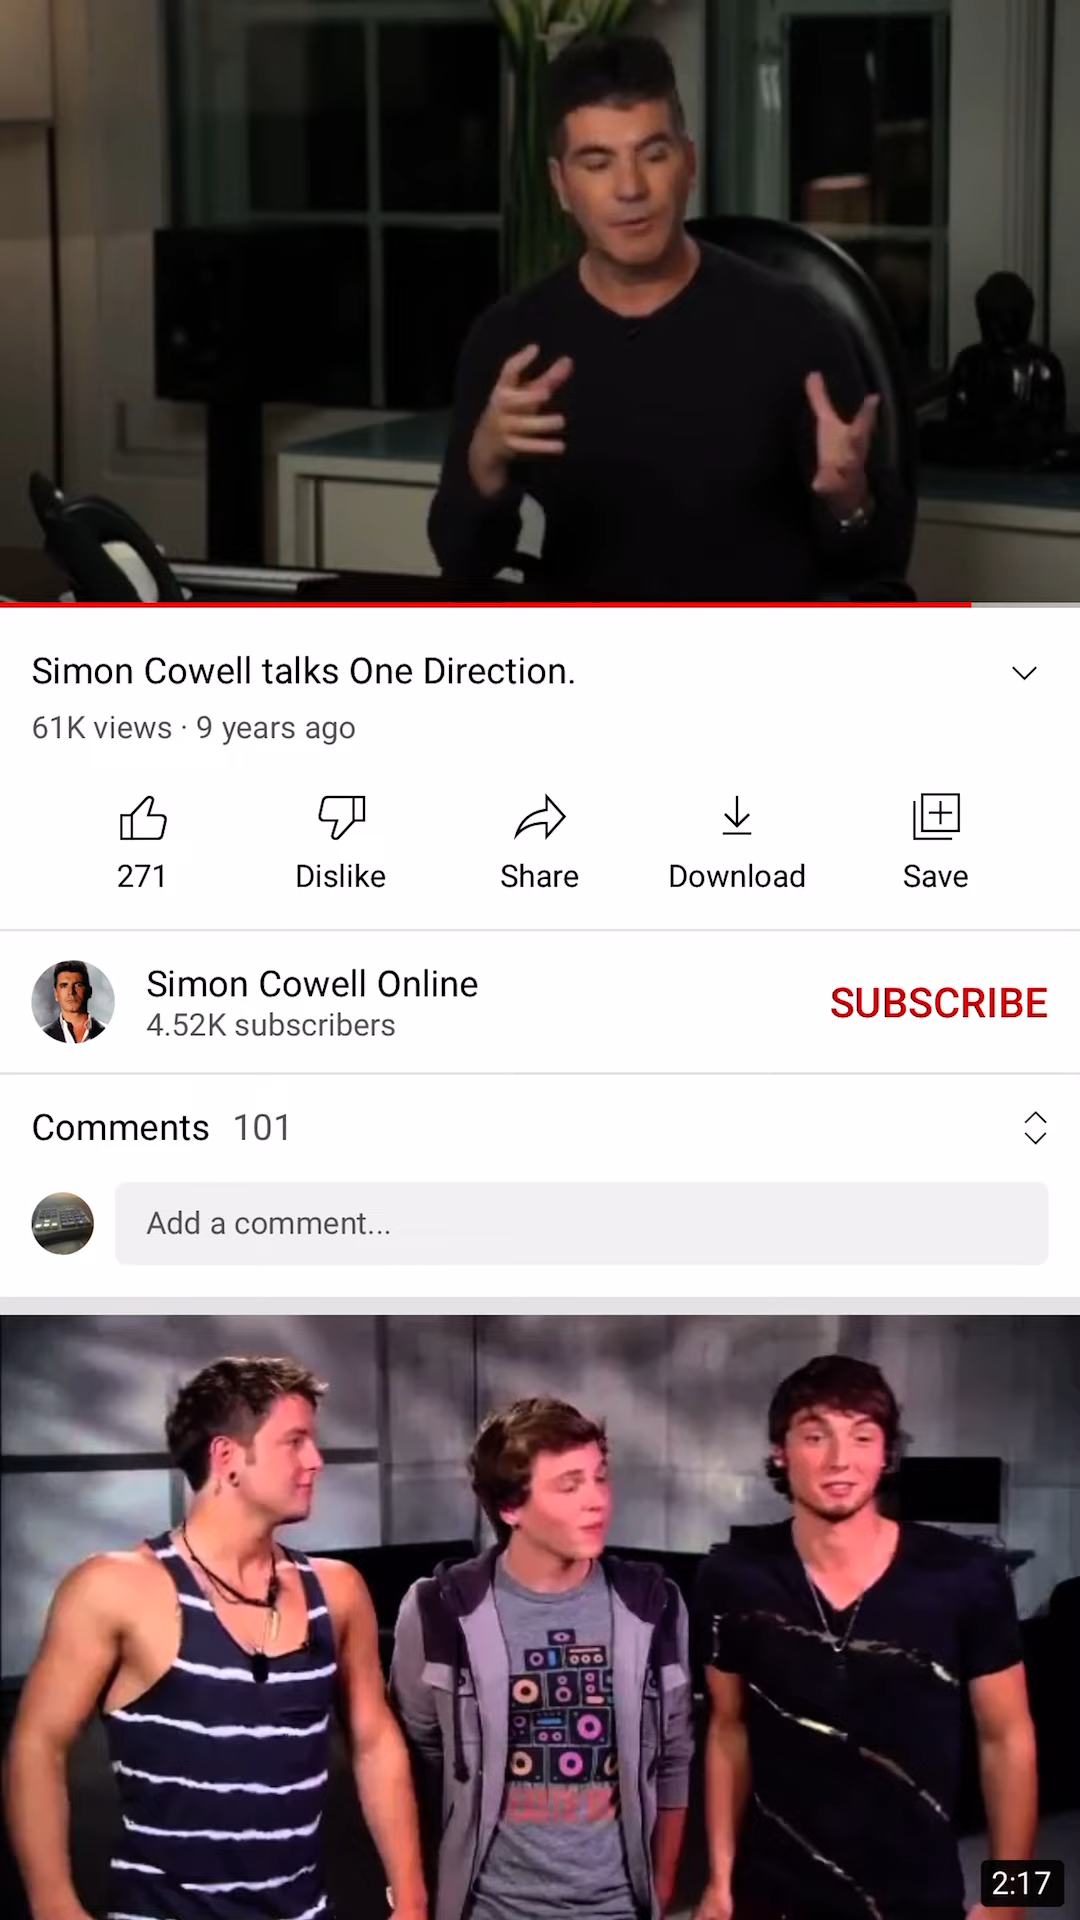 Simon Cowell talks One Direction.
61K views · 9 years ago
271
Dislike
Share
Download
Save
Simon Cowell Online
4.52K subscribers
SUBSCRIBE
Comments 101
Add a comment...
2:17